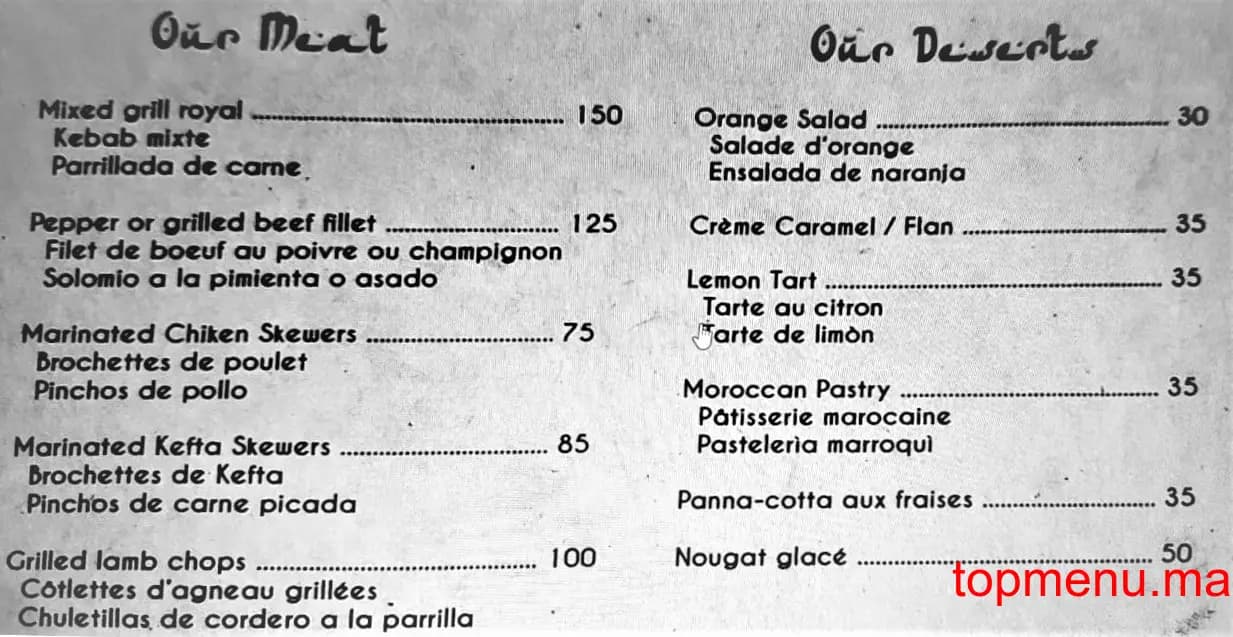 Our Meat
Mixed grill royal ........ 150
Kebab mixte
Parrillada de carne
Pepper or grilled beef fillet ........ 125
Filet de boeuf au poivre ou champignon
Solomio a la pimienta o asado
Marinated Chiken Skewers ........ 75
Brochettes de poulet
Pinchos de pollo
Marinated Kefta Skewers ........ 85
Brochettes de Kefta
Pinchos de carne picada
Grilled lamb chops ........ 100
Côtlettes d'agneau grillées
Chuletillas de cordero a la parrilla
Our Desserts
Orange Salad ........ 30
Salade d'orange
Ensalada de naranja
Crème Caramel / Flan ........ 35
Lemon Tart ........ 35
Tarte au citron
Tarte de limòn
Moroccan Pastry ........ 35
Pâtisserie marocaine
Pastelerìa marroquì
Panna-cotta aux fraises ........ 35
Nougat glacé ........ 50
topmenu.ma